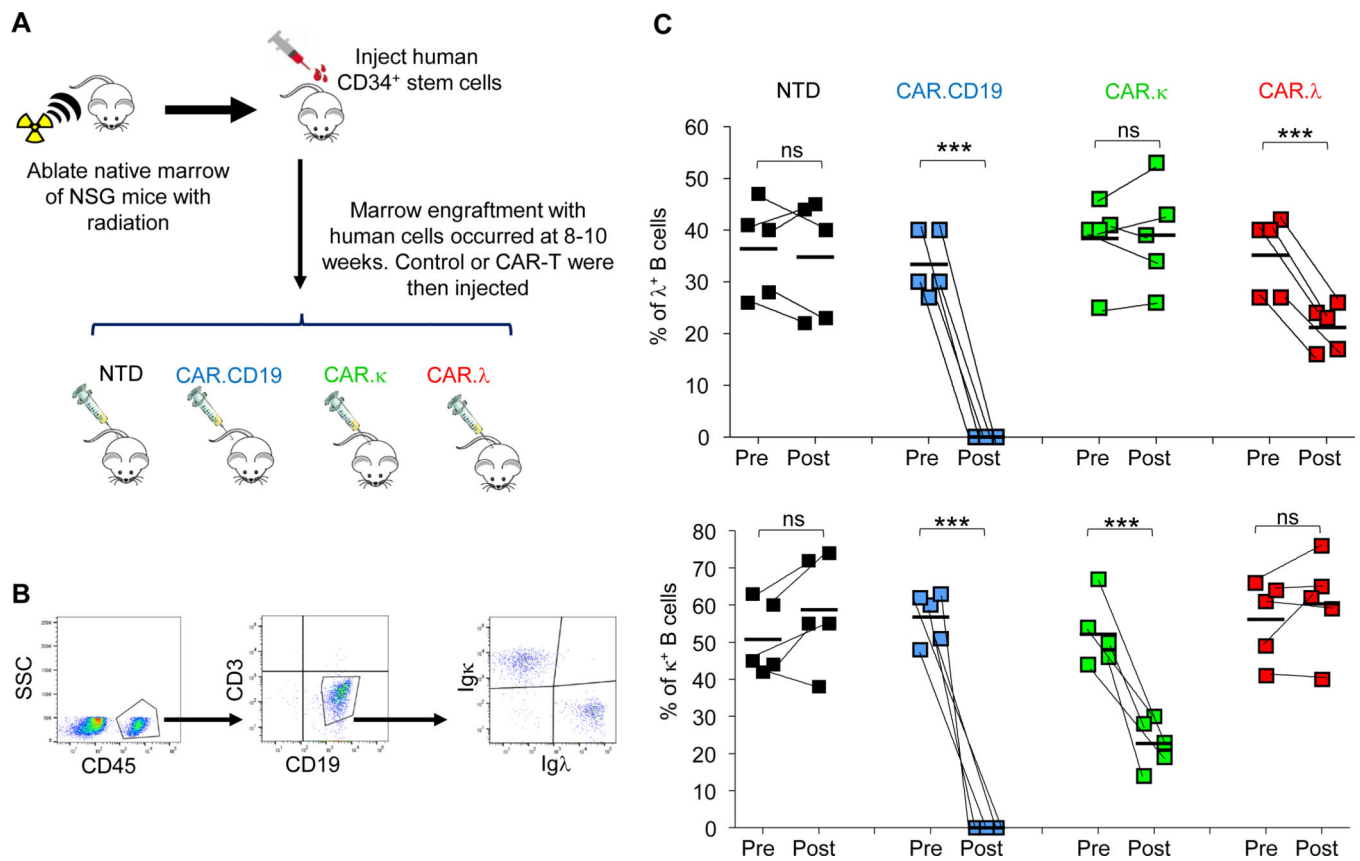 A
Inject human
CD34⁺ stem cells
Ablate native marrow
of NSG mice with
radiation
Marrow engraftment with
human cells occurred at 8-10
weeks. Control or CAR-T were
then injected
NTD CAR.CD19 CAR.κ CAR.λ
B
SSC
CD45
CD3
CD19
Igκ
Igλ
C
NTD CAR.CD19 CAR.κ CAR.λ
% of λ⁺ B cells
60
50
40
30
20
10
0
ns *** ns ***
Pre Post Pre Post Pre Post Pre Post
% of κ⁺ B cells
80
70
60
50
40
30
20
10
0
ns *** *** ns
Pre Post Pre Post Pre Post Pre Post